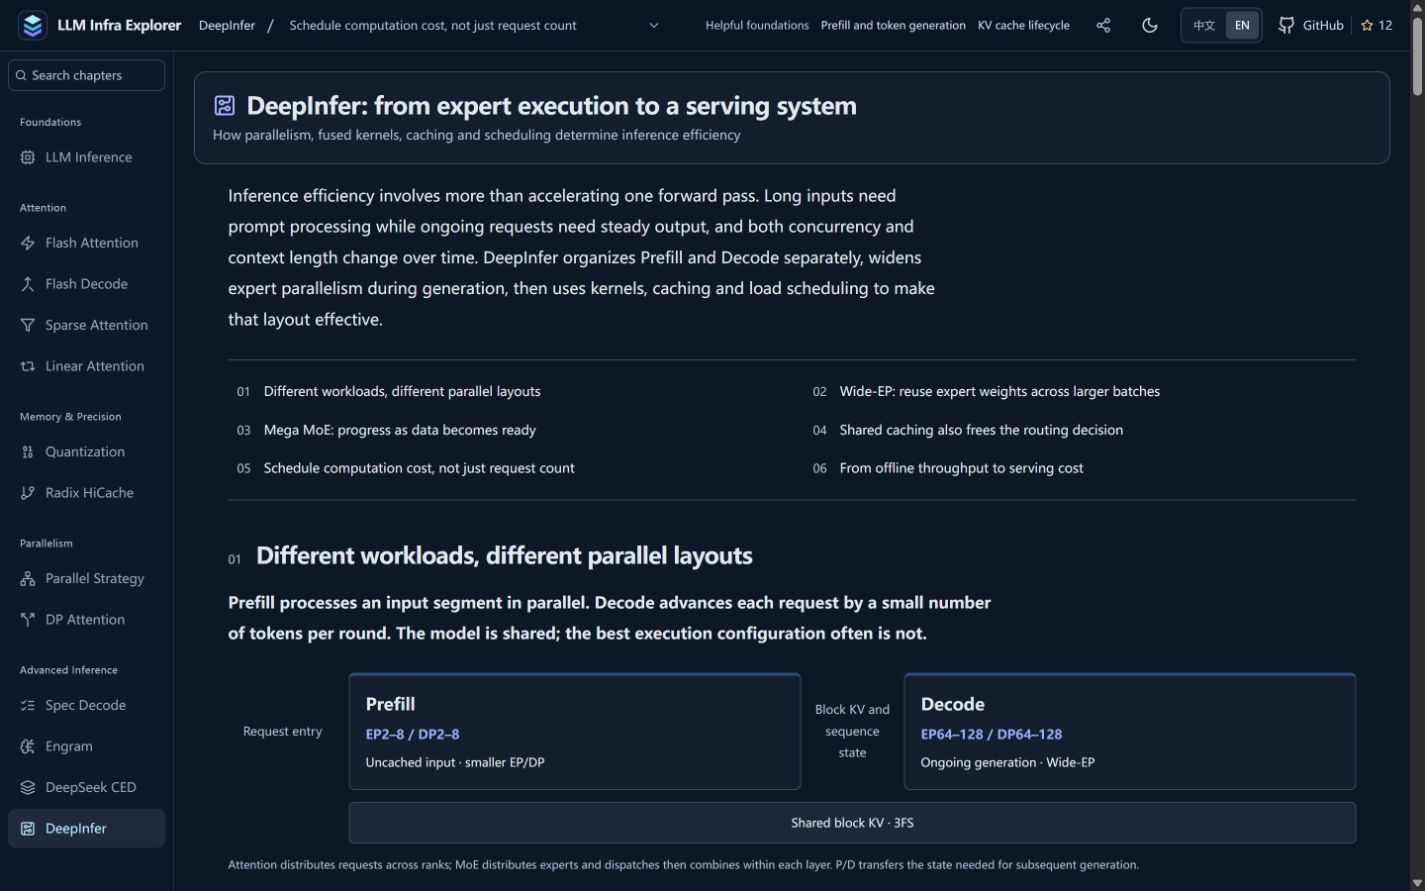 LLM Infra Explorer
DeepInfer / Schedule computation cost, not just request count
Helpful foundations Prefill and token generation KV cache lifecycle
中文 EN GitHub 12
Search chapters
Foundations
LLM Inference
Attention
Flash Attention
Flash Decode
Sparse Attention
Linear Attention
Memory & Precision
Quantization
Radix HiCache
Parallelism
Parallel Strategy
DP Attention
Advanced Inference
Spec Decode
Engram
DeepSeek CED
DeepInfer
DeepInfer: from expert execution to a serving system
How parallelism, fused kernels, caching and scheduling determine inference efficiency
Inference efficiency involves more than accelerating one forward pass. Long inputs need
prompt processing while ongoing requests need steady output, and both concurrency and
context length change over time. DeepInfer organizes Prefill and Decode separately, widens
expert parallelism during generation, then uses kernels, caching and load scheduling to make
that layout effective.
01 Different workloads, different parallel layouts
02 Wide-EP: reuse expert weights across larger batches
03 Mega MoE: progress as data becomes ready
04 Shared caching also frees the routing decision
05 Schedule computation cost, not just request count
06 From offline throughput to serving cost
01 Different workloads, different parallel layouts
Prefill processes an input segment in parallel. Decode advances each request by a small number
of tokens per round. The model is shared; the best execution configuration often is not.
Request entry
Prefill
EP2–8 / DP2–8
Uncached input · smaller EP/DP
Block KV and
sequence
state
Decode
EP64–128 / DP64–128
Ongoing generation · Wide-EP
Shared block KV · 3FS
Attention distributes requests across ranks; MoE distributes experts and dispatches then combines within each layer. P/D transfers the state needed for subsequent generation.